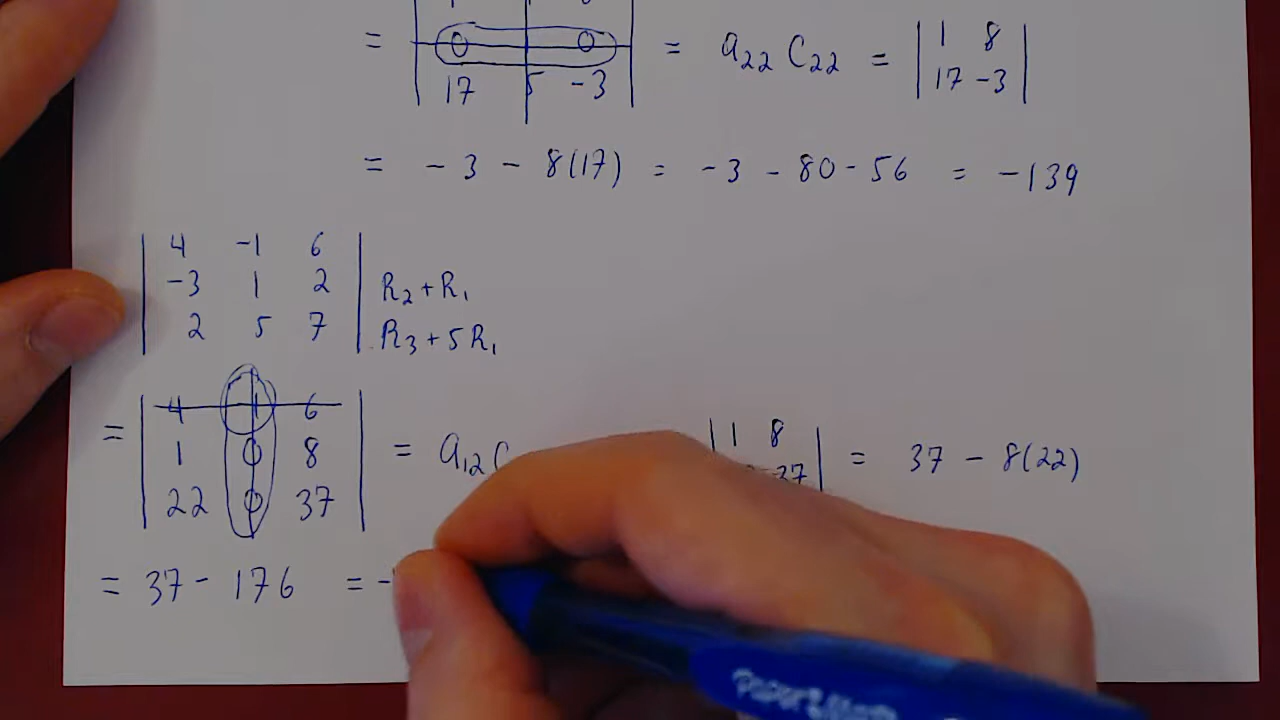 = | 0 0 | = a₂₂ C₂₂ = | 1 8 |
17 5 -3 | 17 -3 |
= -3 - 8(17) = -3 - 80 - 56 = -139
| 4 -1 6 |
| -3 1 2 | R₂ + R₁
| 2 5 7 | R₃ + 5R₁
| 4 6 |
= | 1 0 8 | = a₁₂ C | 1 8 | = 37 - 8(22)
| 22 0 37 | 37 |
= 37 - 176 = -